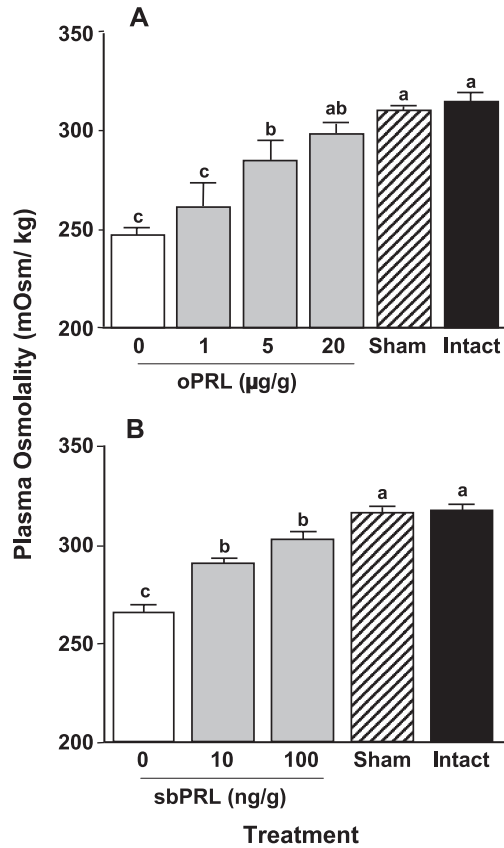 A
350
300
250
200
c
c
b
ab
a
a
0 1 5 20 Sham Intact
oPRL (µg/g)
Plasma Osmolality (mOsm/ kg)
B
350
300
250
200
c
b
b
a
a
0 10 100 Sham Intact
sbPRL (ng/g)
Treatment